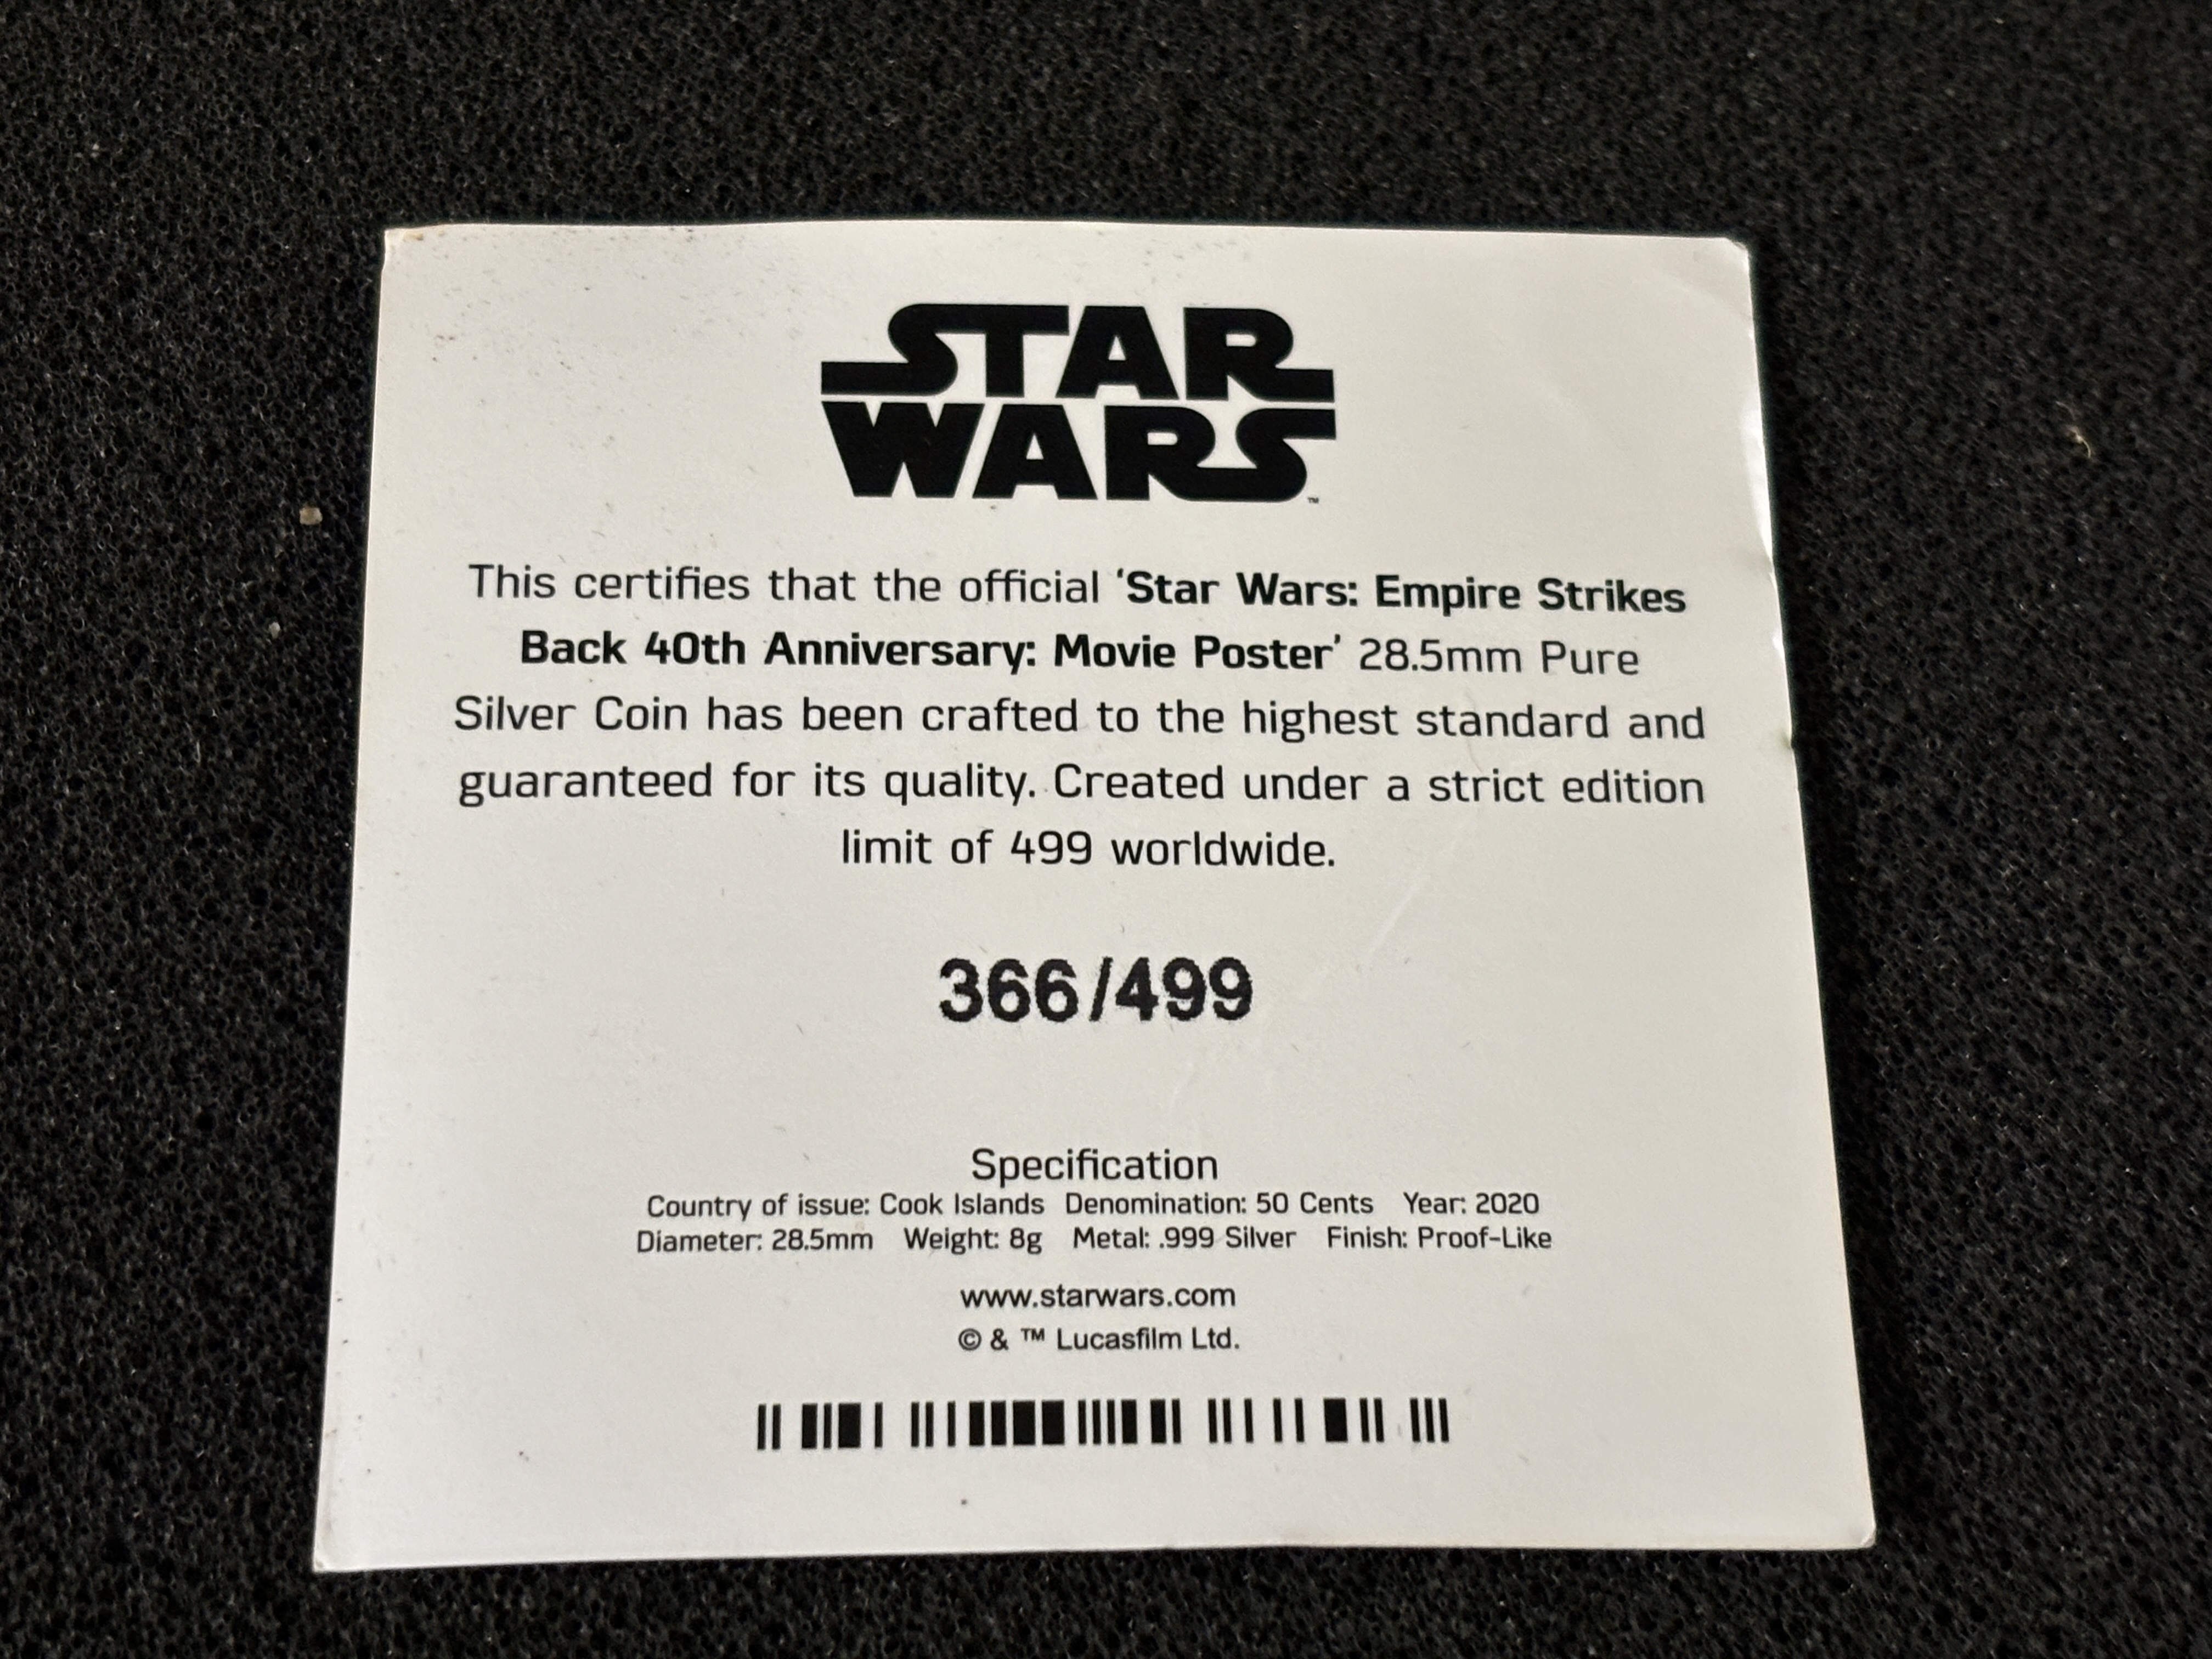 STAR
WARS™
This certifies that the official ‘Star Wars: Empire Strikes
Back 40th Anniversary: Movie Poster’ 28.5mm Pure
Silver Coin has been crafted to the highest standard and
guaranteed for its quality. Created under a strict edition
limit of 499 worldwide.
366/499
Specification
Country of issue: Cook Islands Denomination: 50 Cents Year: 2020
Diameter: 28.5mm Weight: 8g Metal: .999 Silver Finish: Proof-Like
www.starwars.com
© & ™ Lucasfilm Ltd.